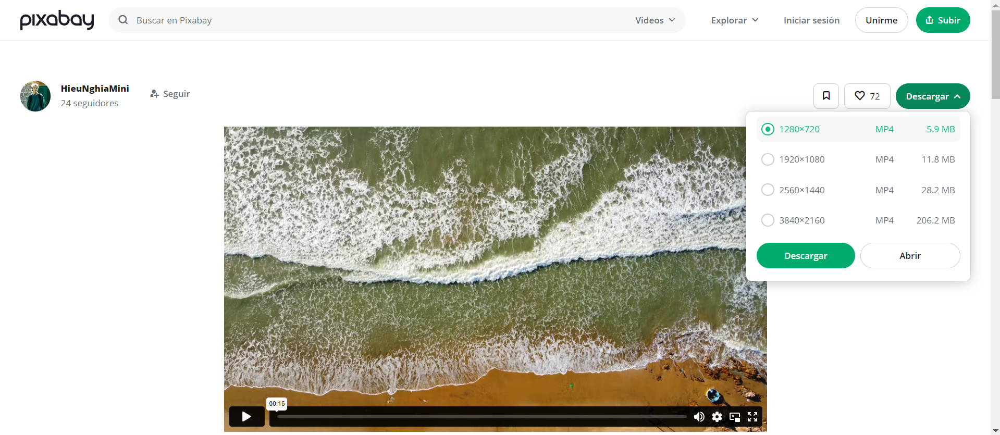 pixabay
Buscar en Pixabay
Videos
Explorar
Iniciar sesión
Unirme
Subir
HieuNghiaMini
24 seguidores
Seguir
72
Descargar
1280×720 MP4 5.9 MB
1920×1080 MP4 11.8 MB
2560×1440 MP4 28.2 MB
3840×2160 MP4 206.2 MB
Descargar
Abrir
00:16